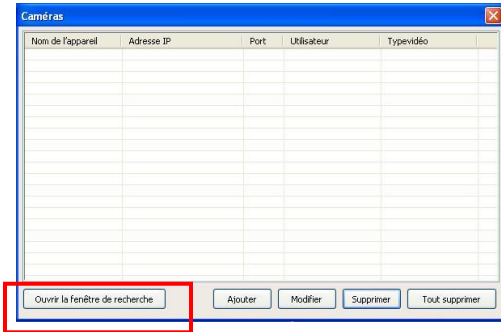 Caméras
Nom de l'appareil Adresse IP Port Utilisateur Typevidéo
Ouvrir la fenêtre de recherche Ajouter Modifier Supprimer Tout supprimer